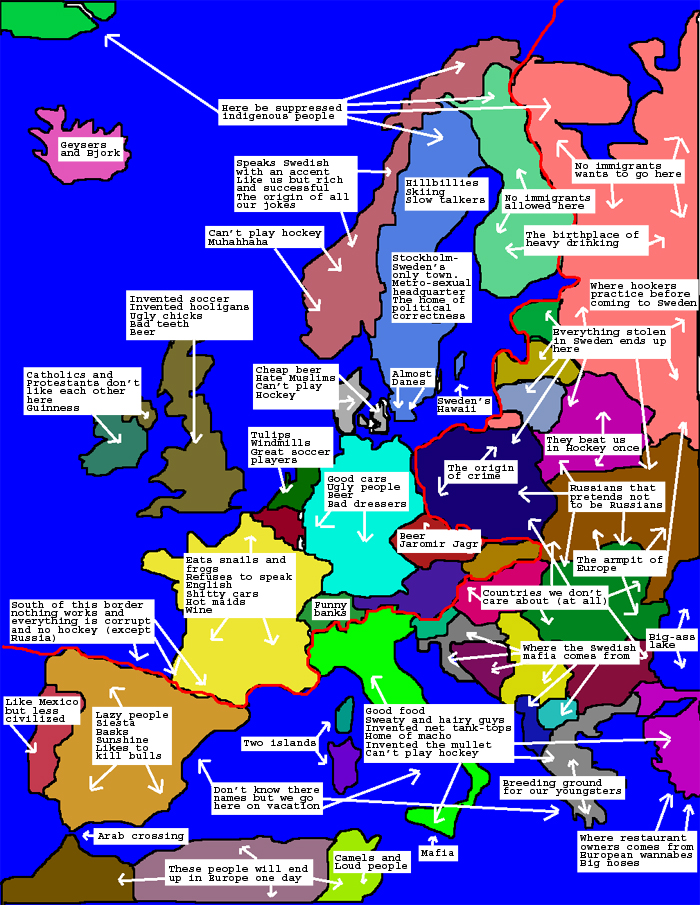 Here be suppressed
indigenous people
Geysers
and Bjork
Speaks Swedish
with an accent
Like us but rich
and successful
The origin of all
our jokes
Hillbillies
Skiing
Slow talkers
No immigrants
wants to go here
No immigrants
allowed here
Can't play hockey
Muhahhaha
The birthplace of
heavy drinking
Stockholm-
Sweden's
only town.
Metro-sexual
headquarter
The Home of
political
correctness
Where hookers
practice before
coming to Sweden
Invented soccer
Invented hooligans
Ugly chicks
Bad teeth
Beer
Everything stolen
in Sweden ends up
here
Catholics and
Protestants don't
like each other
here
Guinness
Cheap beer
Hate Muslims
Can't play
Hockey
Almost
Danes
Sweden's
Hawaii
Tulips
Windmills
Great soccer
players
They beat us
in Hockey once
The origin
of crime
Good cars
Ugly people
Beer
Bad dressers
Russians that
pretends not
to be Russians
Beer
Jaromir Jagr
Eats snails and
frogs
Refuses to speak
English
Shitty cars
Hot maids
Wine
The armpit of
Europe
Countries we don't
care about (at all)
Funny
banks
South of this border
nothing works and
everything is corrupt
and no hockey (except
Russia)
Big-ass
lake
Where the Swedish
mafia comes from
Like Mexico
but less
civilized
Lazy people
Siesta
Basks
Sunshine
Likes to
kill bulls
Good food
Sweaty and hairy guys
Invented net tank-tops
Home of macho
Invented the mullet
Can't play hockey
Two islands
Don't know there
names but we go
here on vacation
Breeding ground
for our youngsters
Arab crossing
Mafia
Where restaurant
owners comes from
European wannabes
Big noses
These people will end
up in Europe one day
Camels and
Loud people